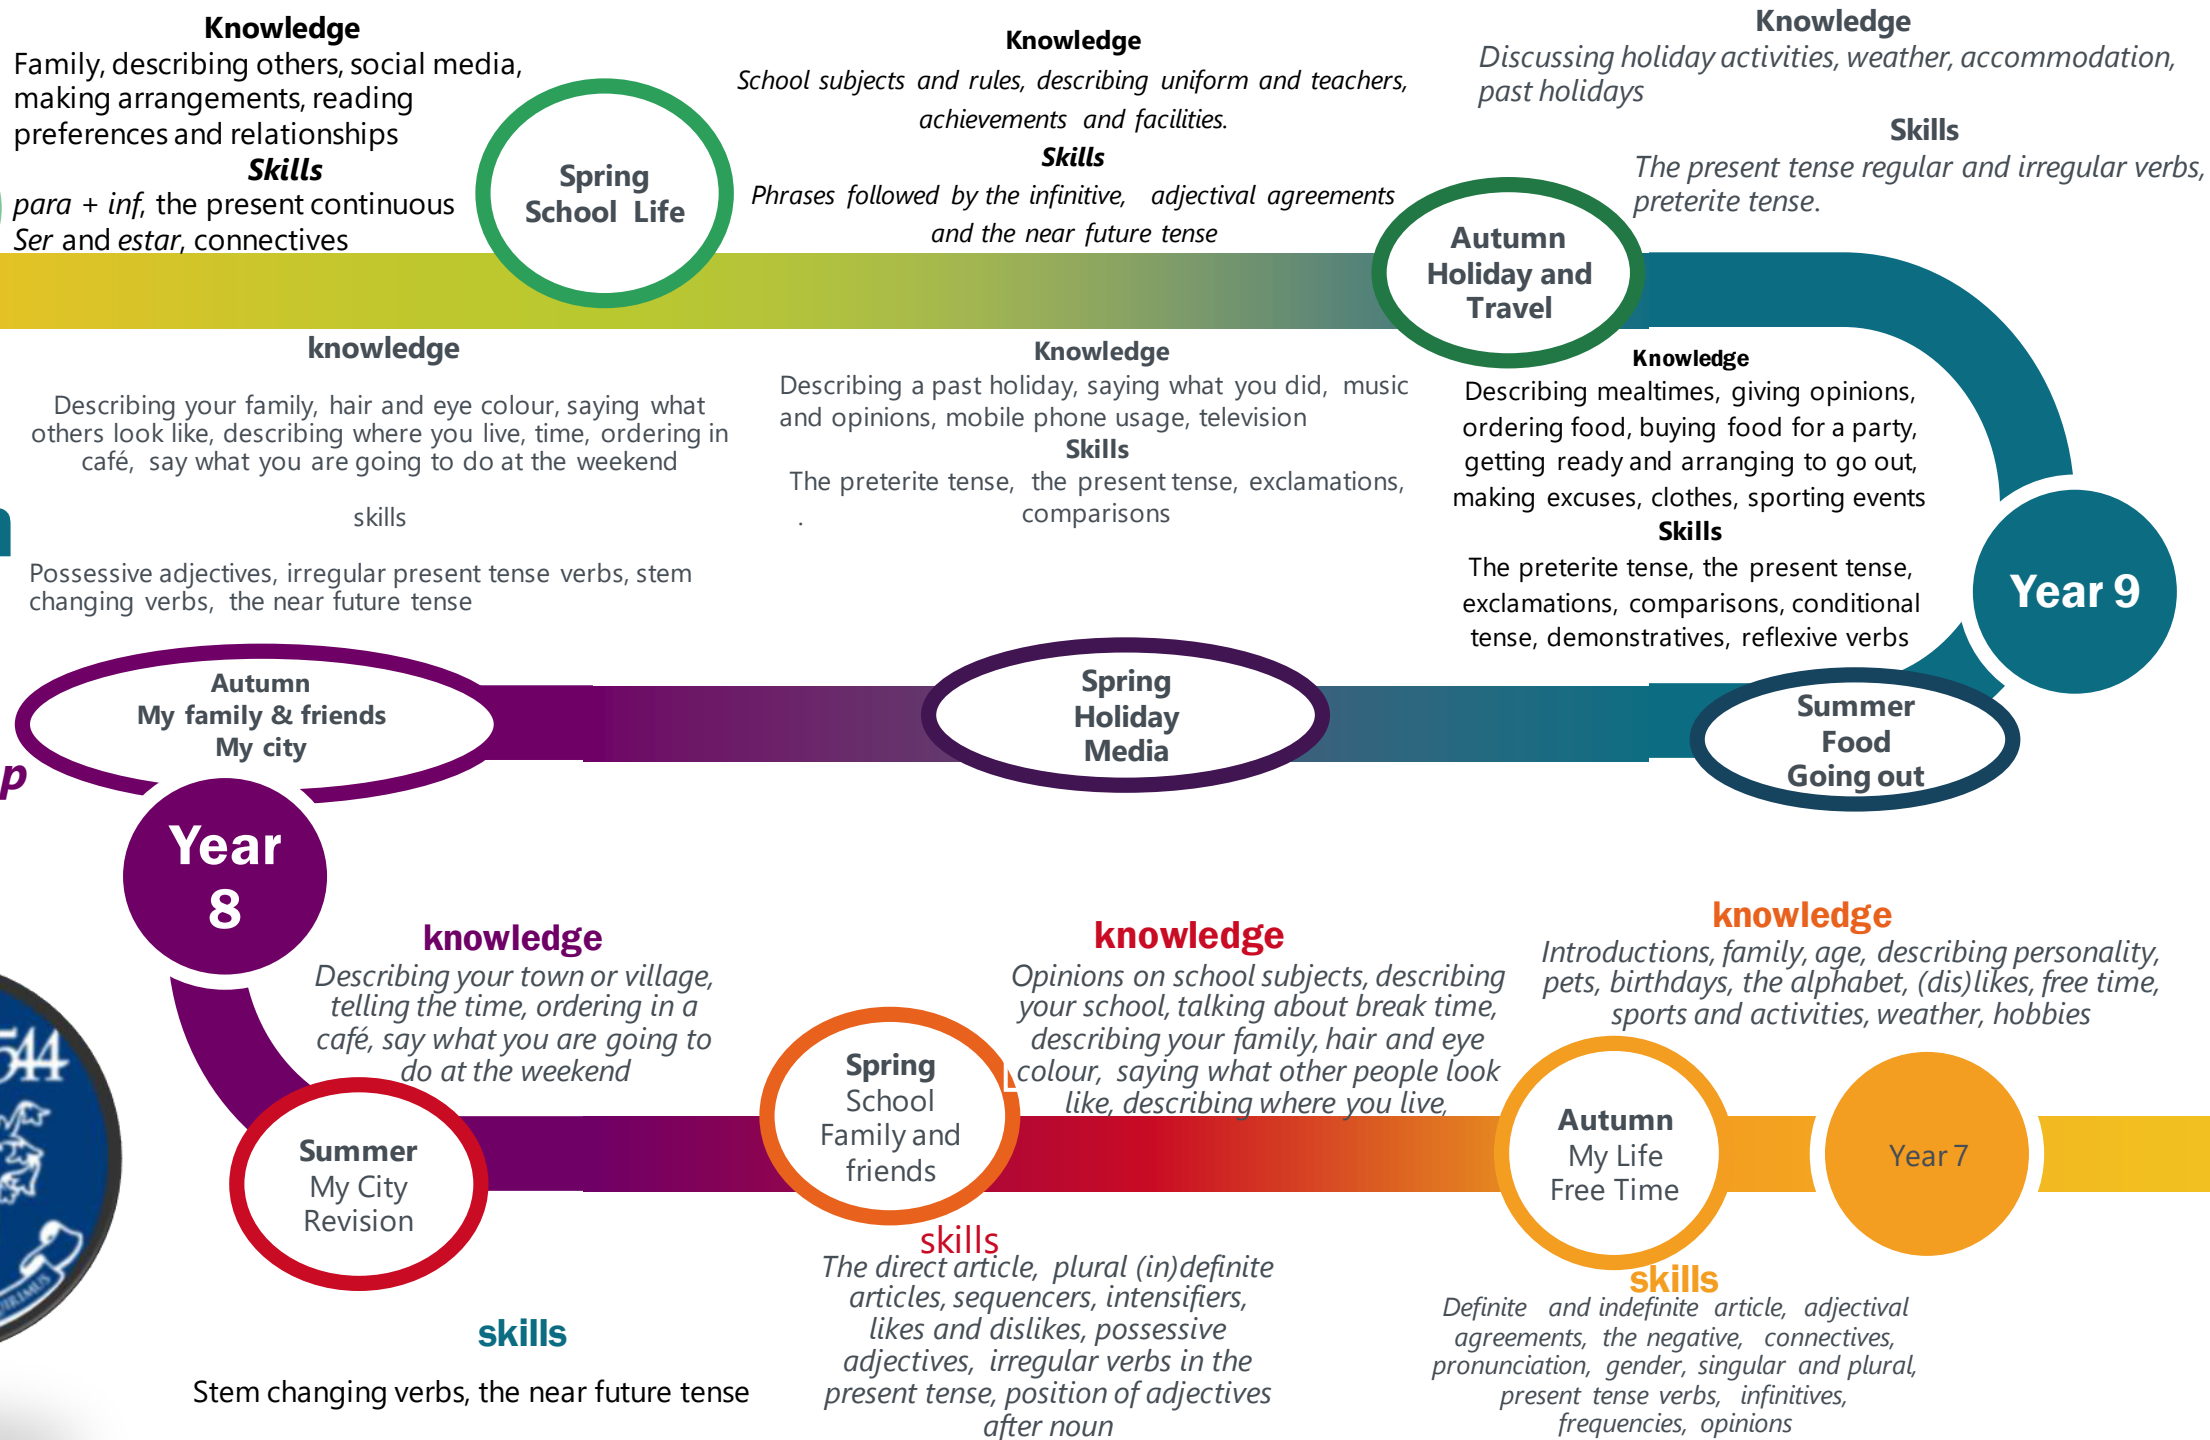 Knowledge
Family, describing others, social media,
making arrangements, reading
preferences and relationships
Skills
para + inf, the present continuous
Ser and estar, connectives
Spring
School Life
Knowledge
School subjects and rules, describing uniform and teachers,
achievements and facilities.
Skills
Phrases followed by the infinitive, adjectival agreements
and the near future tense
Autumn
Holiday and
Travel
Knowledge
Discussing holiday activities, weather, accommodation,
past holidays
Skills
The present tense regular and irregular verbs,
preterite tense.
knowledge
Describing your family, hair and eye colour, saying what
others look like, describing where you live, time, ordering in
café, say what you are going to do at the weekend
skills
Possessive adjectives, irregular present tense verbs, stem
changing verbs, the near future tense
Knowledge
Describing a past holiday, saying what you did, music
and opinions, mobile phone usage, television
Skills
The preterite tense, the present tense, exclamations,
. comparisons
Knowledge
Describing mealtimes, giving opinions,
ordering food, buying food for a party,
getting ready and arranging to go out,
making excuses, clothes, sporting events
Skills
The preterite tense, the present tense,
exclamations, comparisons, conditional
tense, demonstratives, reflexive verbs
Year 9
Autumn
My family & friends
My city
Spring
Holiday
Media
Summer
Food
Going out
p
Year
8
knowledge
Describing your town or village,
telling the time, ordering in a
café, say what you are going to
do at the weekend
Summer
My City
Revision
skills
Stem changing verbs, the near future tense
Spring
School
Family and
friends
knowledge
Opinions on school subjects, describing
your school, talking about break time,
describing your family, hair and eye
colour, saying what other people look
like, describing where you live,
skills
The direct article, plural (in)definite
articles, sequencers, intensifiers,
likes and dislikes, possessive
adjectives, irregular verbs in the
present tense, position of adjectives
after noun
knowledge
Introductions, family, age, describing personality,
pets, birthdays, the alphabet, (dis)likes, free time,
sports and activities, weather, hobbies
Autumn
My Life
Free Time
Year 7
skills
Definite and indefinite article, adjectival
agreements, the negative, connectives,
pronunciation, gender, singular and plural,
present tense verbs, infinitives,
frequencies, opinions
544